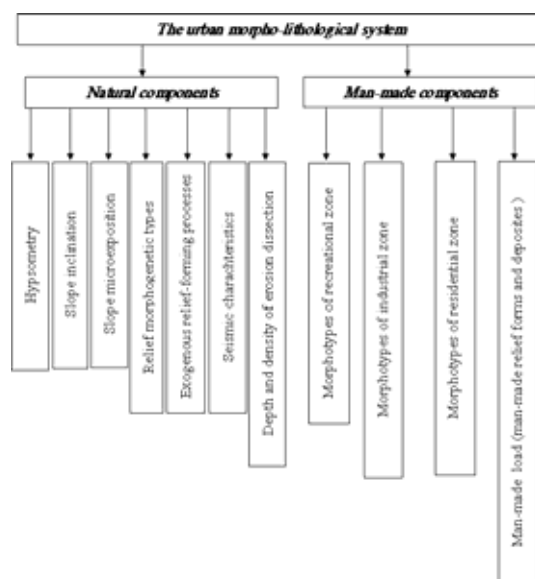 The urban morpho-lithological system
Natural components
Man-made components
Hypsometry
Slope inclination
Slope microexposition
Relief morphogenetic types
Exogenous relief-forming processes
Seismic charachteristics
Depth and density of erosion dissection
Morphotypes of recreational zone
Morphotypes of industrial zone
Morphotypes of residential zone
Man-made load (man-made relief forms and deposites )